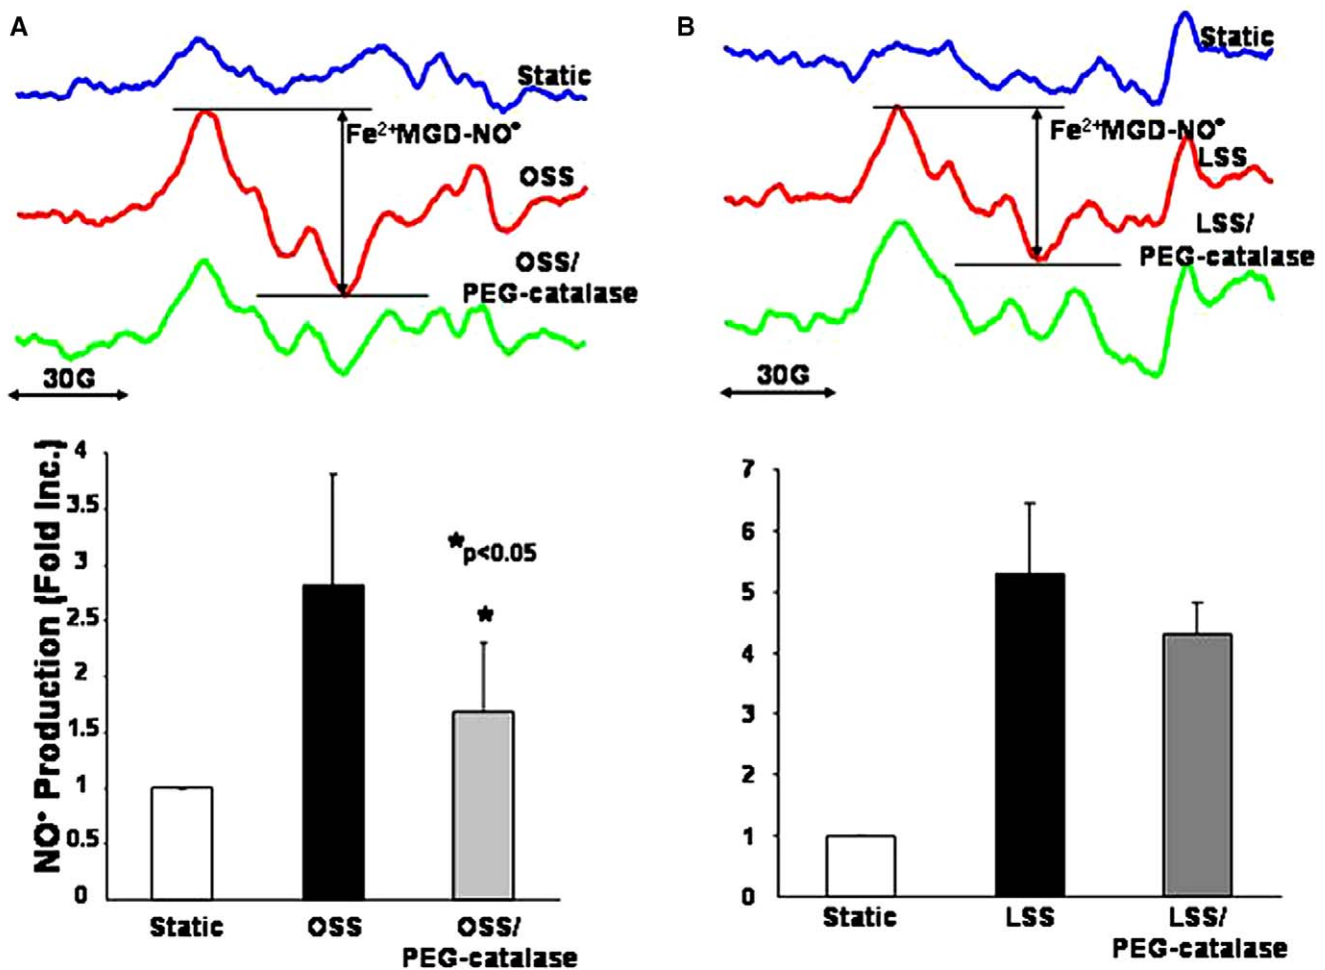 A
Static
Fe²⁺MGD-NO•
OSS
OSS/
PEG-catalase
30G
NO• Production (Fold Inc.)
4
3.5
3
2.5
2
1.5
1
0.5
0
*p<0.05
*
Static
OSS
OSS/
PEG-catalase
B
Static
Fe²⁺MGD-NO•
LSS
LSS/
PEG-catalase
30G
7
6
5
4
3
2
1
0
Static
LSS
LSS/
PEG-catalase